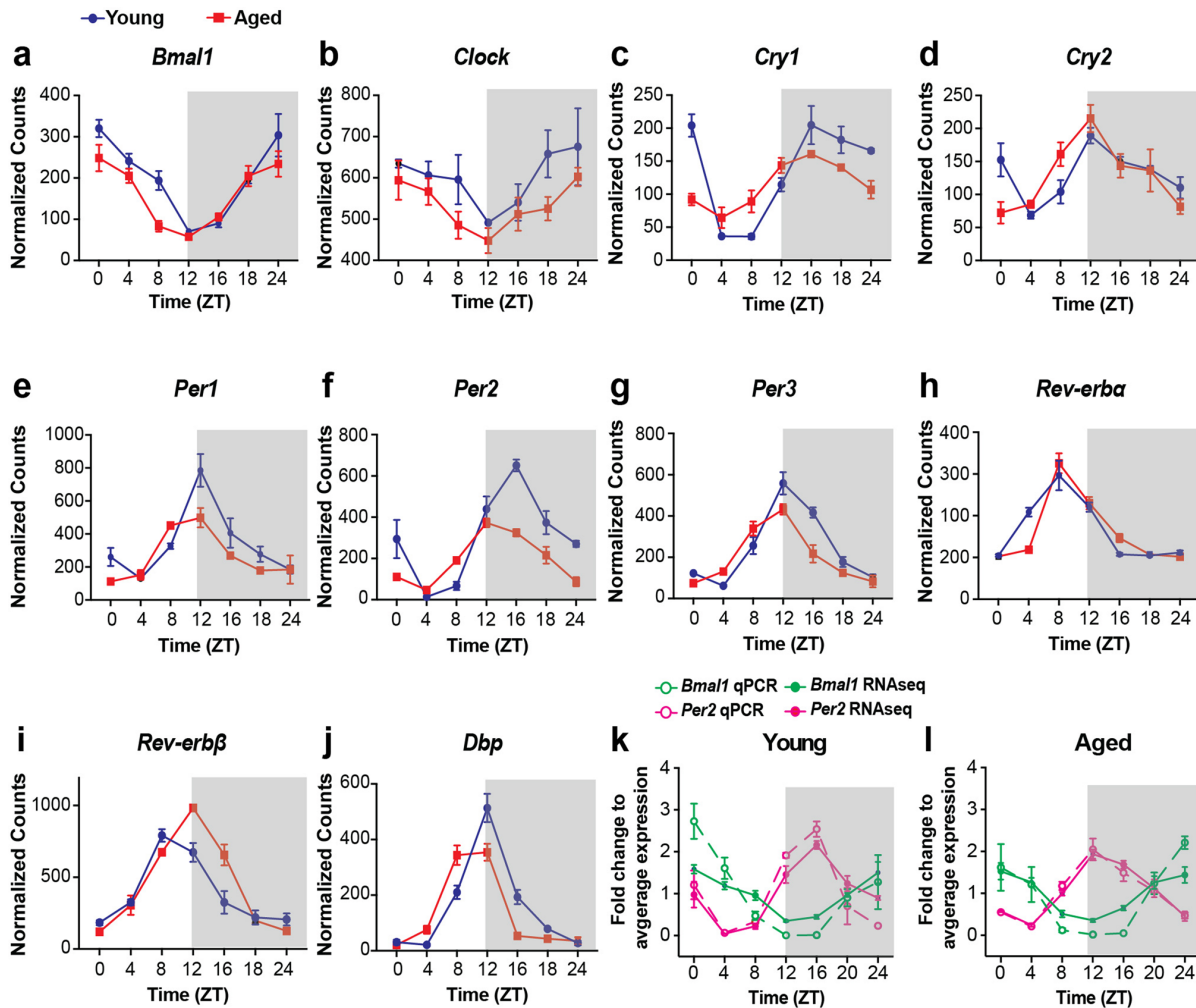 Young
Aged
a
Bmal1
Normalized Counts
400
300
200
100
0
0 4 8 12 16 18 24
Time (ZT)
b
Clock
Normalized Counts
800
700
600
500
400
0 4 8 12 16 18 24
Time (ZT)
c
Cry1
Normalized Counts
250
200
150
100
50
0
0 4 8 12 16 18 24
Time (ZT)
d
Cry2
Normalized Counts
250
200
150
100
50
0
0 4 8 12 16 18 24
Time (ZT)
e
Per1
Normalized Counts
1000
800
600
400
200
0
0 4 8 12 16 18 24
Time (ZT)
f
Per2
Normalized Counts
800
600
400
200
0
0 4 8 12 16 18 24
Time (ZT)
g
Per3
Normalized Counts
800
600
400
200
0
0 4 8 12 16 18 24
Time (ZT)
h
Rev-erbα
Normalized Counts
400
300
100
200
0
0 4 8 12 16 18 24
Time (ZT)
i
Rev-erbβ
Normalized Counts
1000
500
0
0 4 8 12 16 18 24
Time (ZT)
j
Dbp
Normalized Counts
600
400
200
0
0 4 8 12 16 18 24
Time (ZT)
Bmal1 qPCR
Bmal1 RNAseq
Per2 qPCR
Per2 RNAseq
k
Young
Fold change to
avgerage expression
4
3
2
1
0
0 4 8 12 16 20 24
Time (ZT)
l
Aged
Fold change to
avgerage expression
4
3
2
1
0
0 4 8 12 16 20 24
Time (ZT)